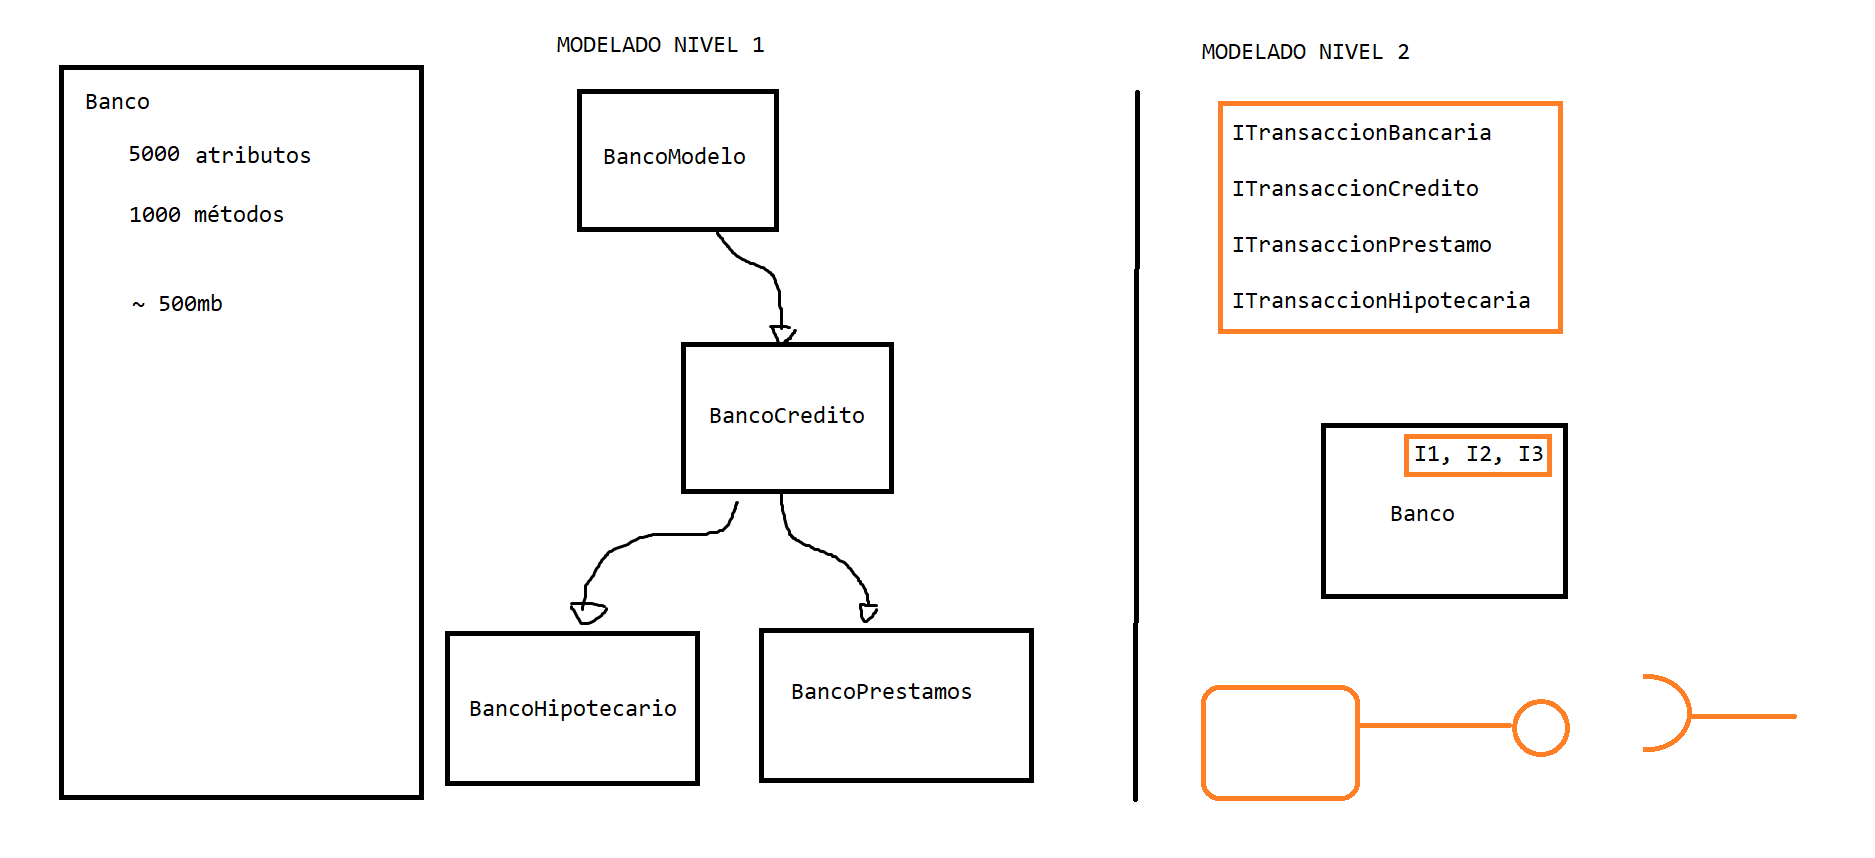 MODELADO NIVEL 1
MODELADO NIVEL 2
Banco
5000 atributos
1000 métodos
~ 500mb
BancoModelo
BancoCredito
BancoHipotecario
BancoPrestamos
ITransaccionBancaria
ITransaccionCredito
ITransaccionPrestamo
ITransaccionHipotecaria
I1, I2, I3
Banco